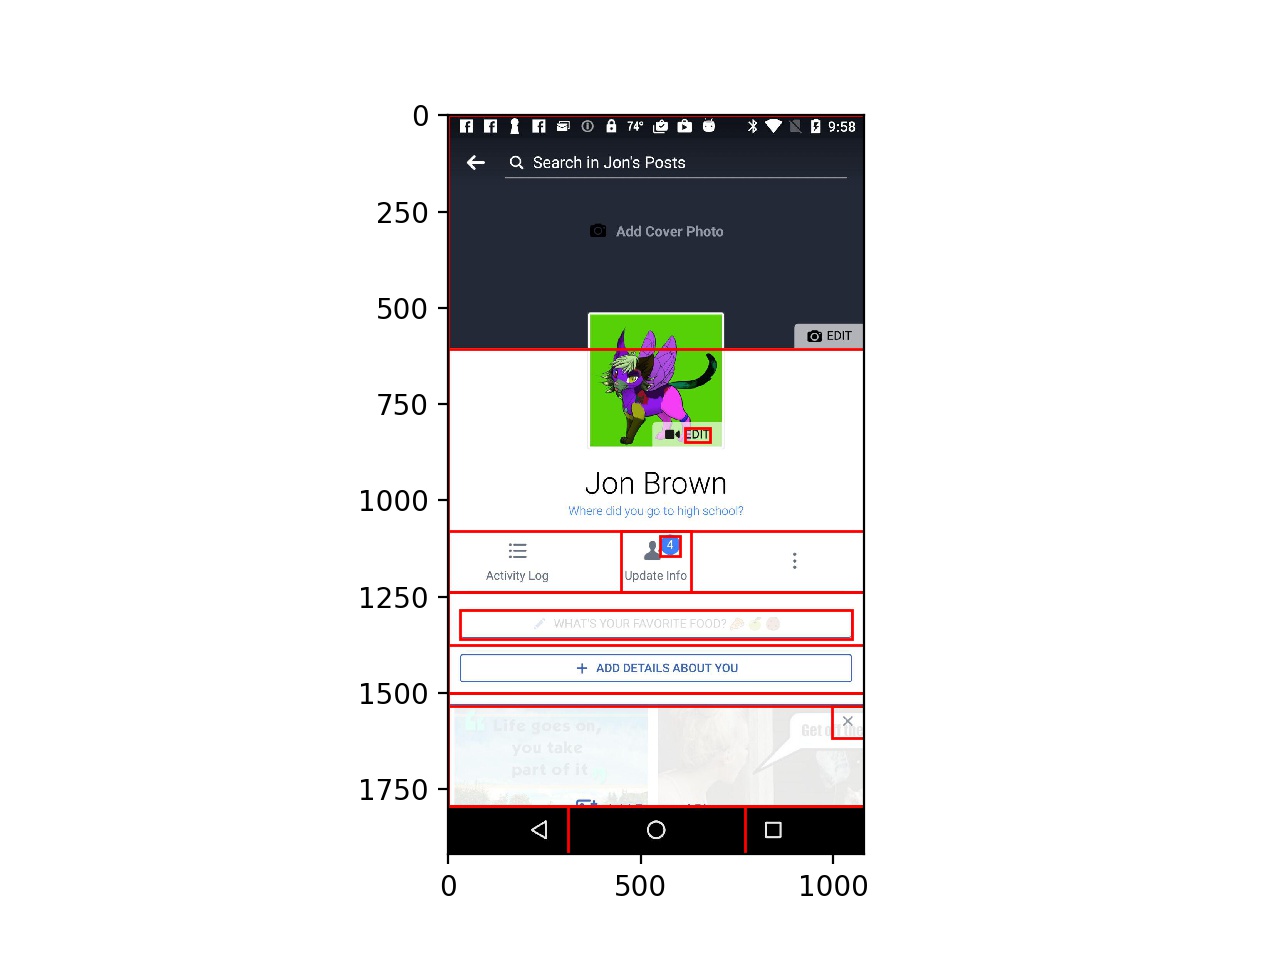 0
250
500
750
1000
1250
1500
1750
0 500 1000
74° 9:58
Search in Jon's Posts
Add Cover Photo
EDIT
EDIT
Jon Brown
Where did you go to high school?
4
Activity Log Update Info
WHAT'S YOUR FAVORITE FOOD?
+ ADD DETAILS ABOUT YOU
Life goes on,
you take
part of it
Get